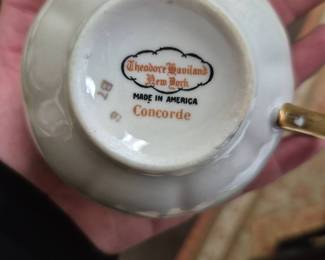 Theodore Haviland
New York
MADE IN AMERICA
Concorde